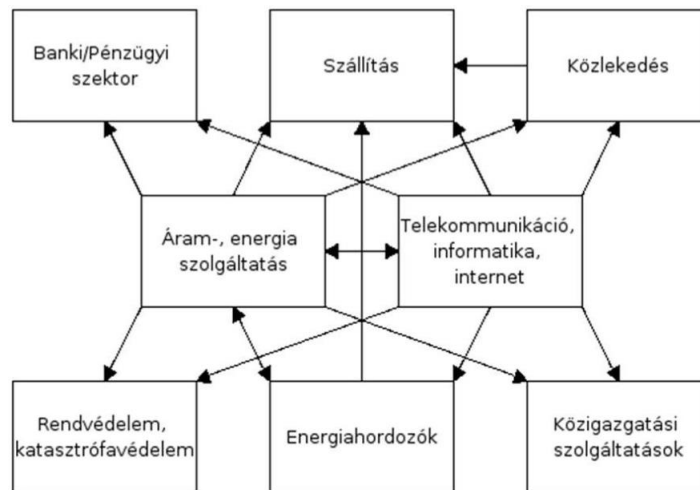 Banki/Pénzügyi
szektor
Szállítás
Közlekedés
Áram-, energia
szolgáltatás
Telekommunikáció,
informatika,
internet
Rendvédelem,
katasztrófavédelem
Energiahordozók
Közigazgatási
szolgáltatások